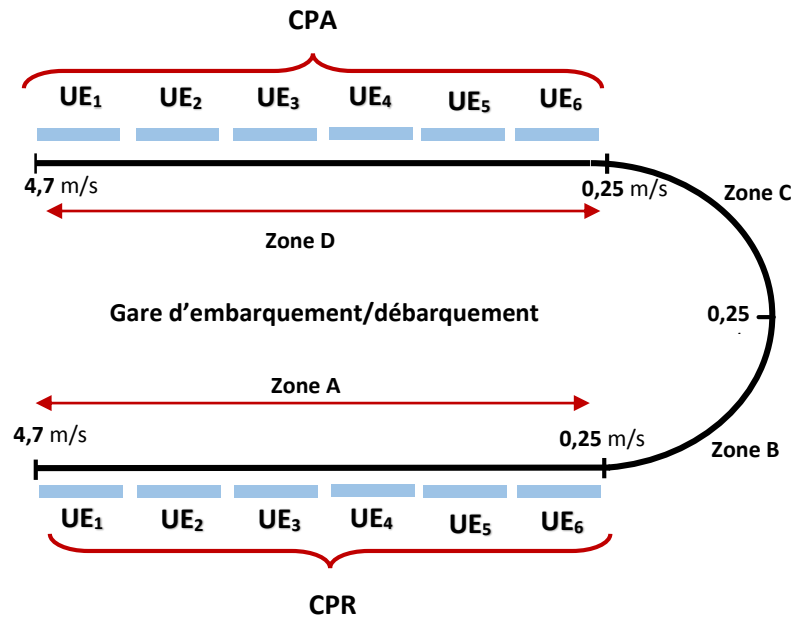 CPA
UE1 UE2 UE3 UE4 UE5 UE6
4,7 m/s 0,25 m/s
Zone C
Zone D
Gare d’embarquement/débarquement 0,25
Zone A
4,7 m/s 0,25 m/s
Zone B
UE1 UE2 UE3 UE4 UE5 UE6
CPR